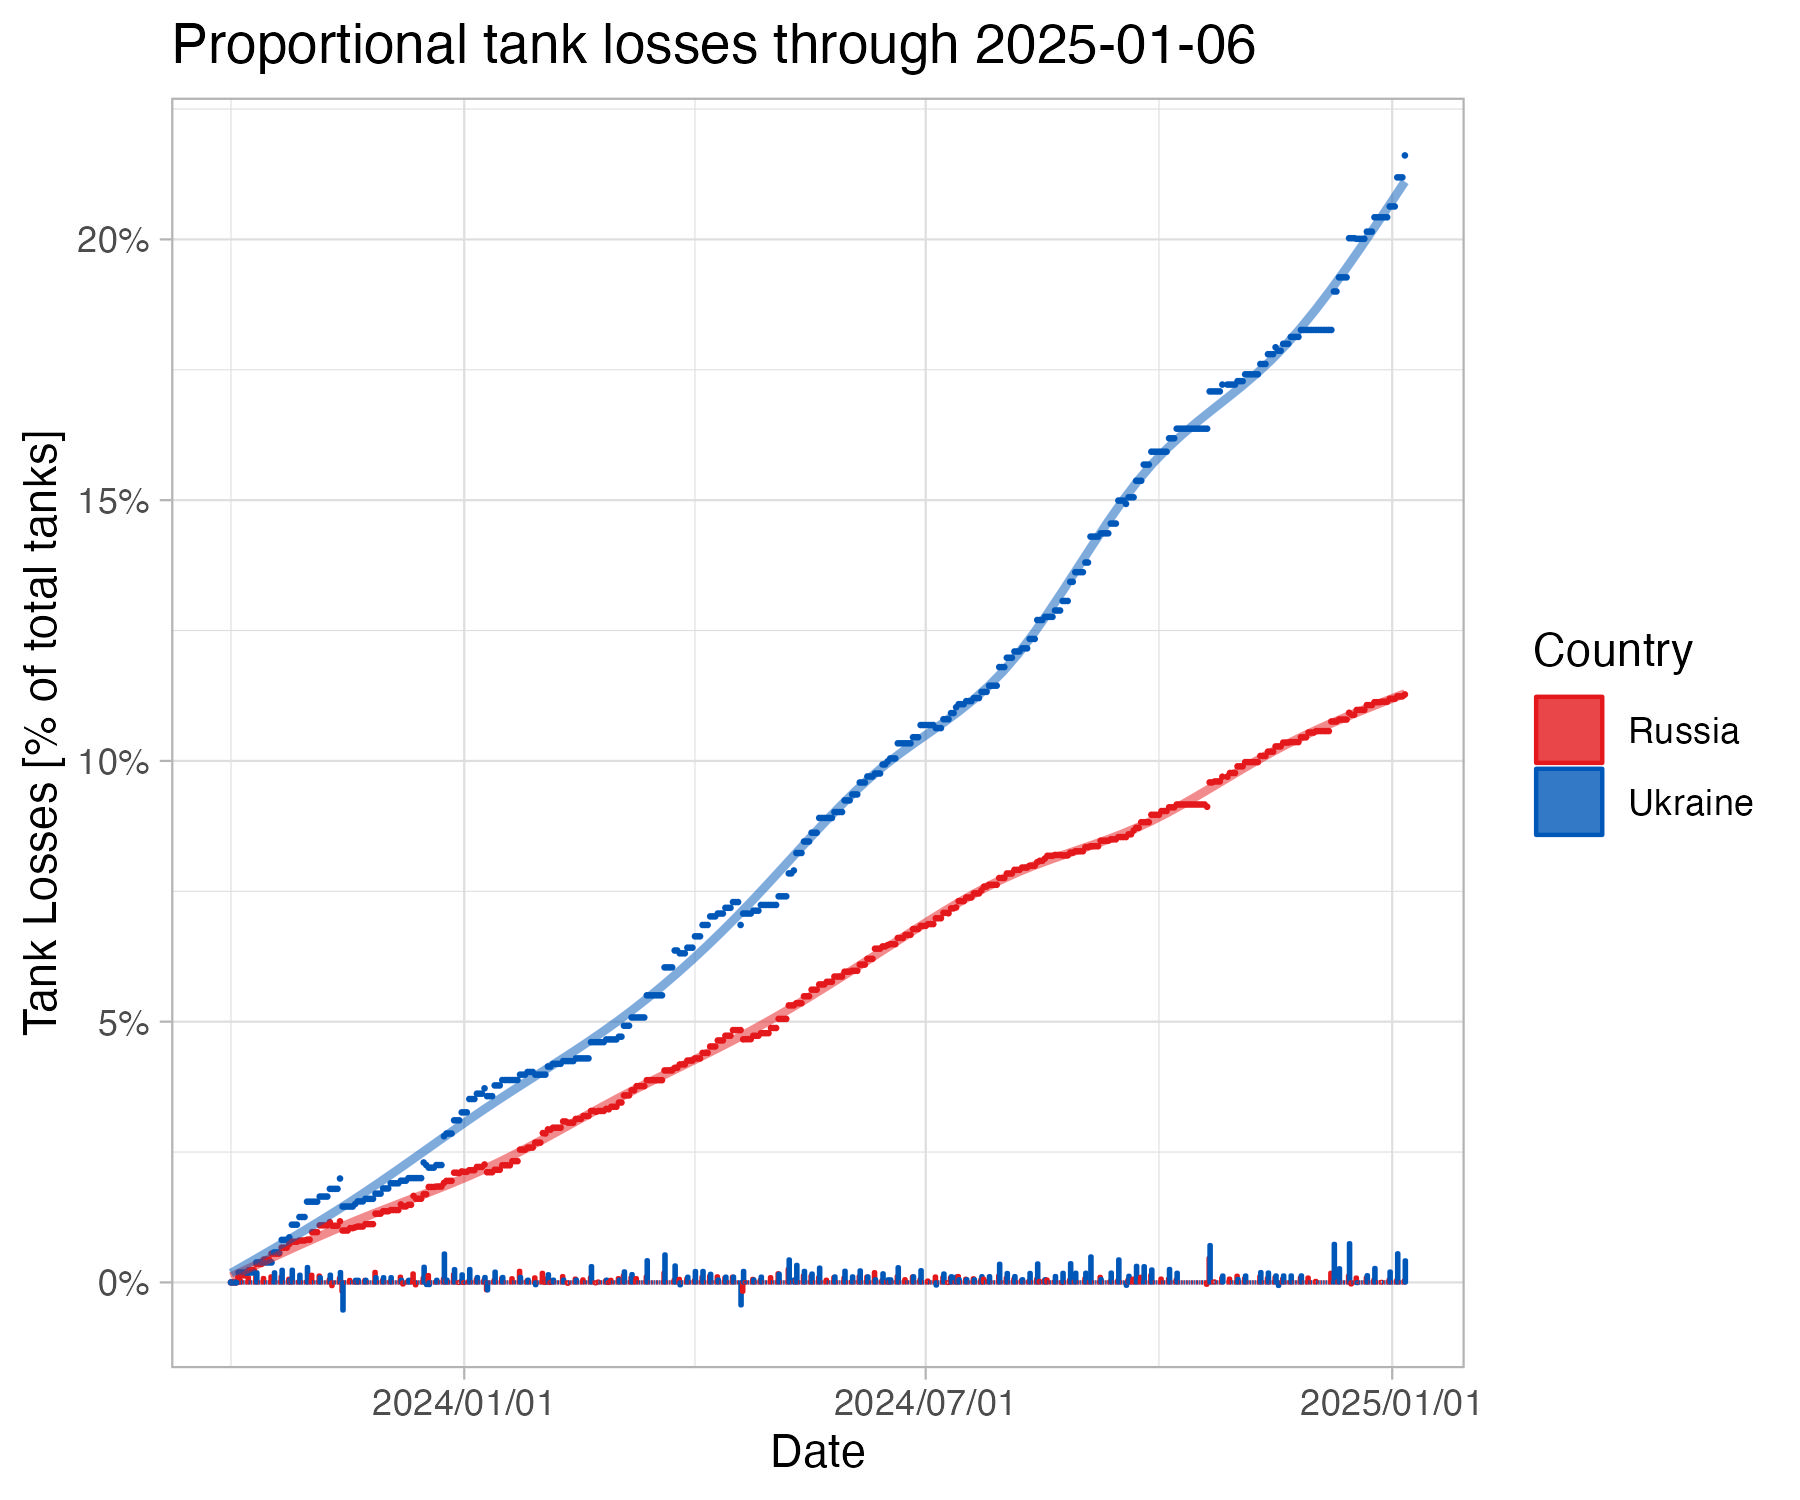 Proportional tank losses through 2025-01-06
Tank Losses [% of total tanks]
20%
15%
10%
5%
0%
2024/01/01
2024/07/01
2025/01/01
Date
Country
Russia
Ukraine